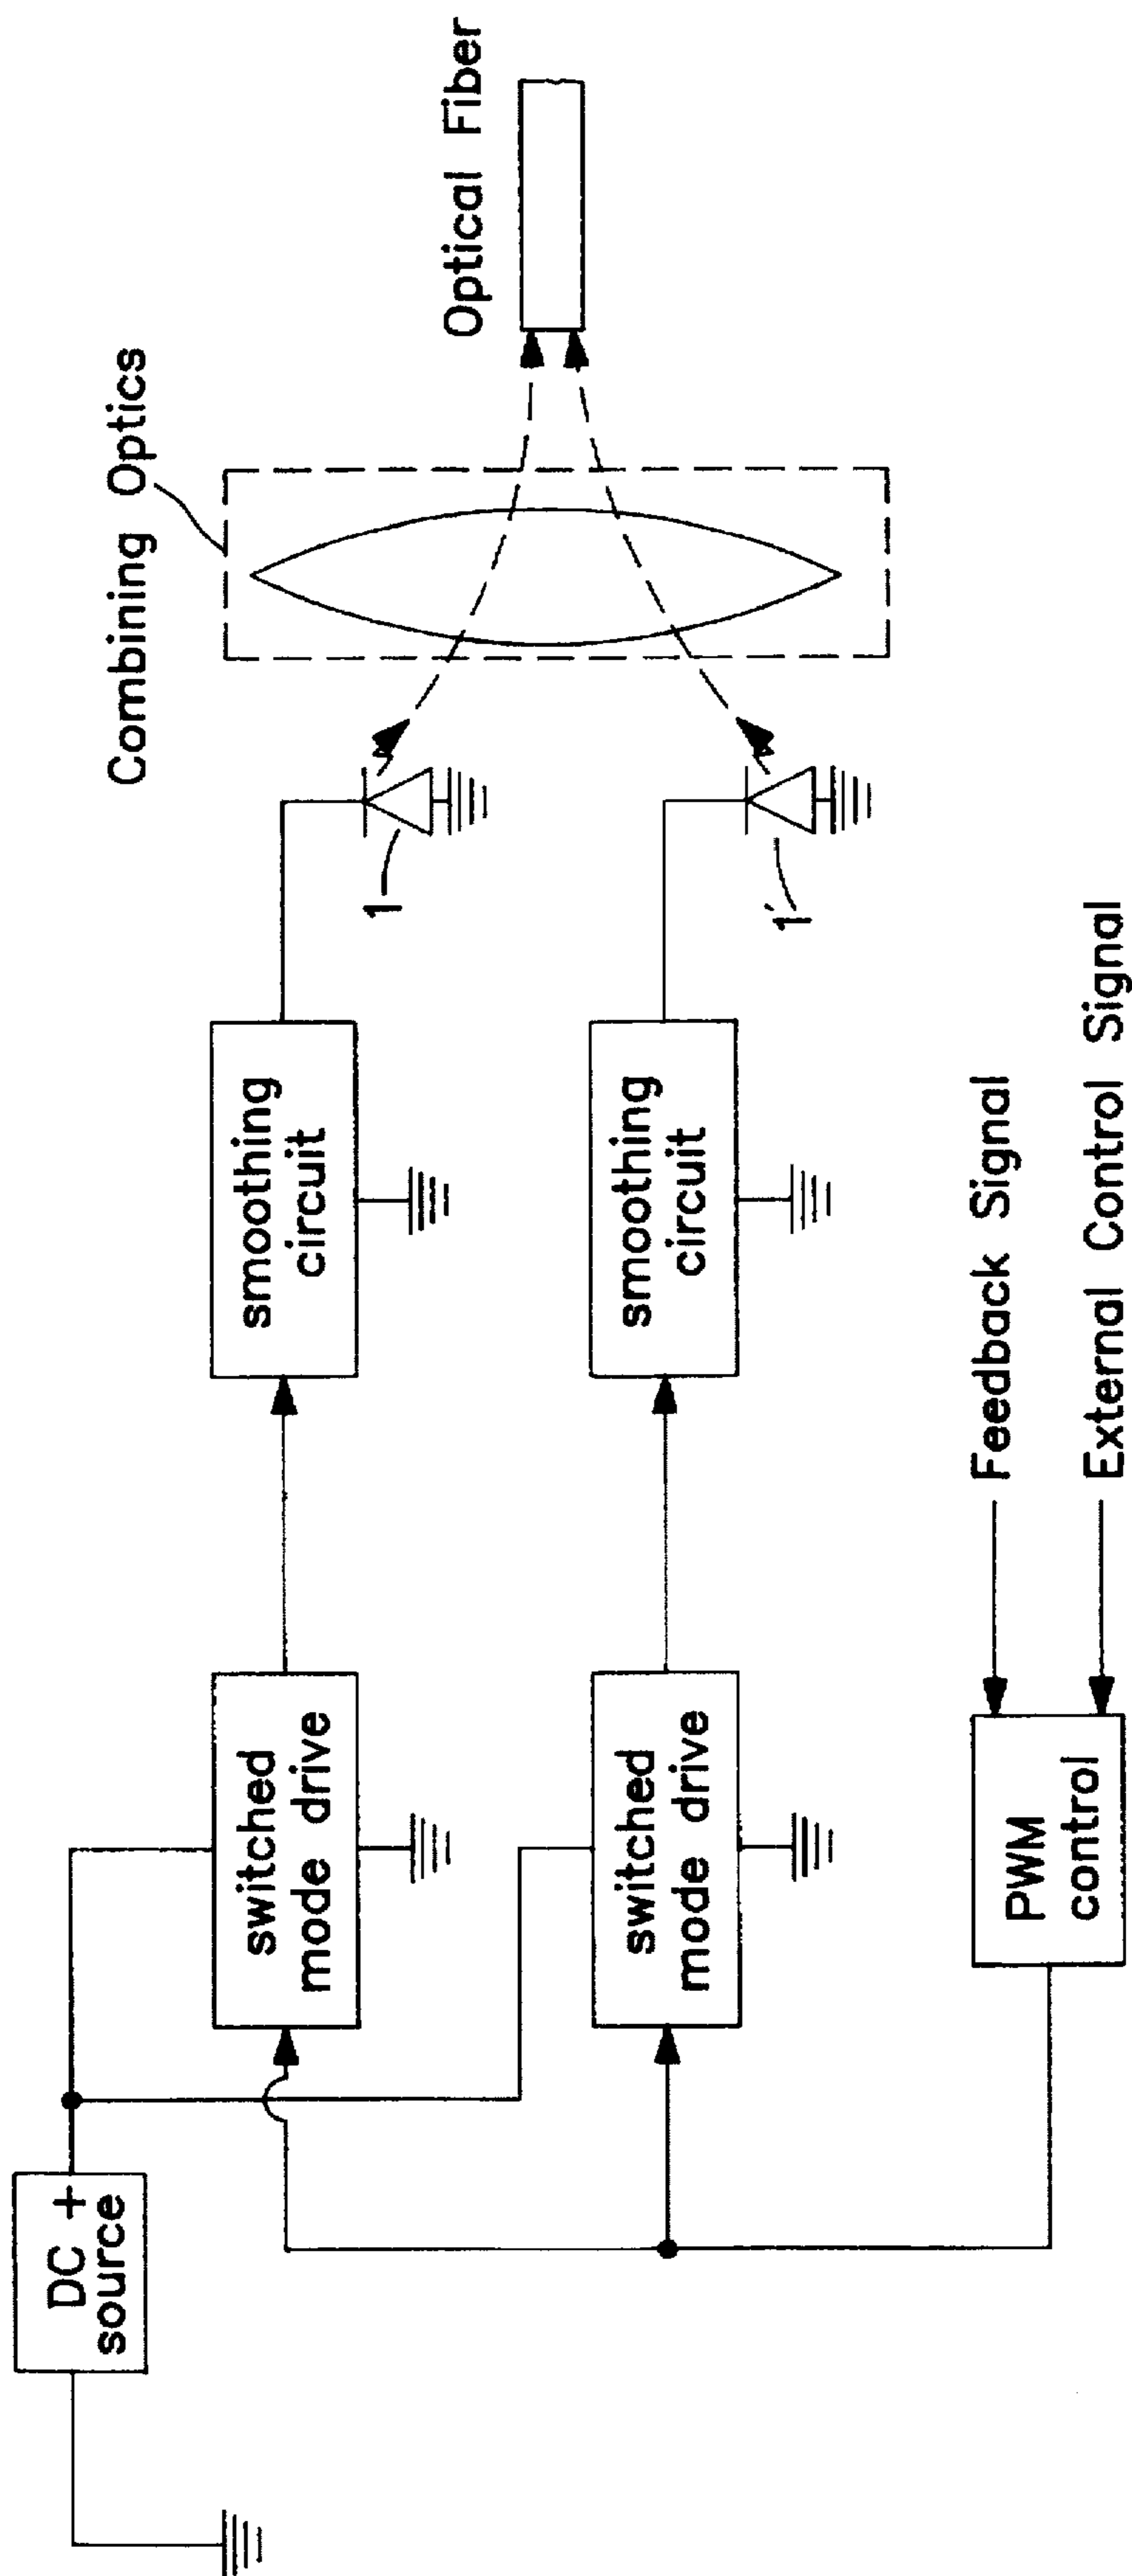 DC +
source
switched
mode drive
smoothing
circuit
1
Combining Optics
Optical Fiber
switched
mode drive
smoothing
circuit
1'
PWM
control
Feedback Signal
External Control Signal